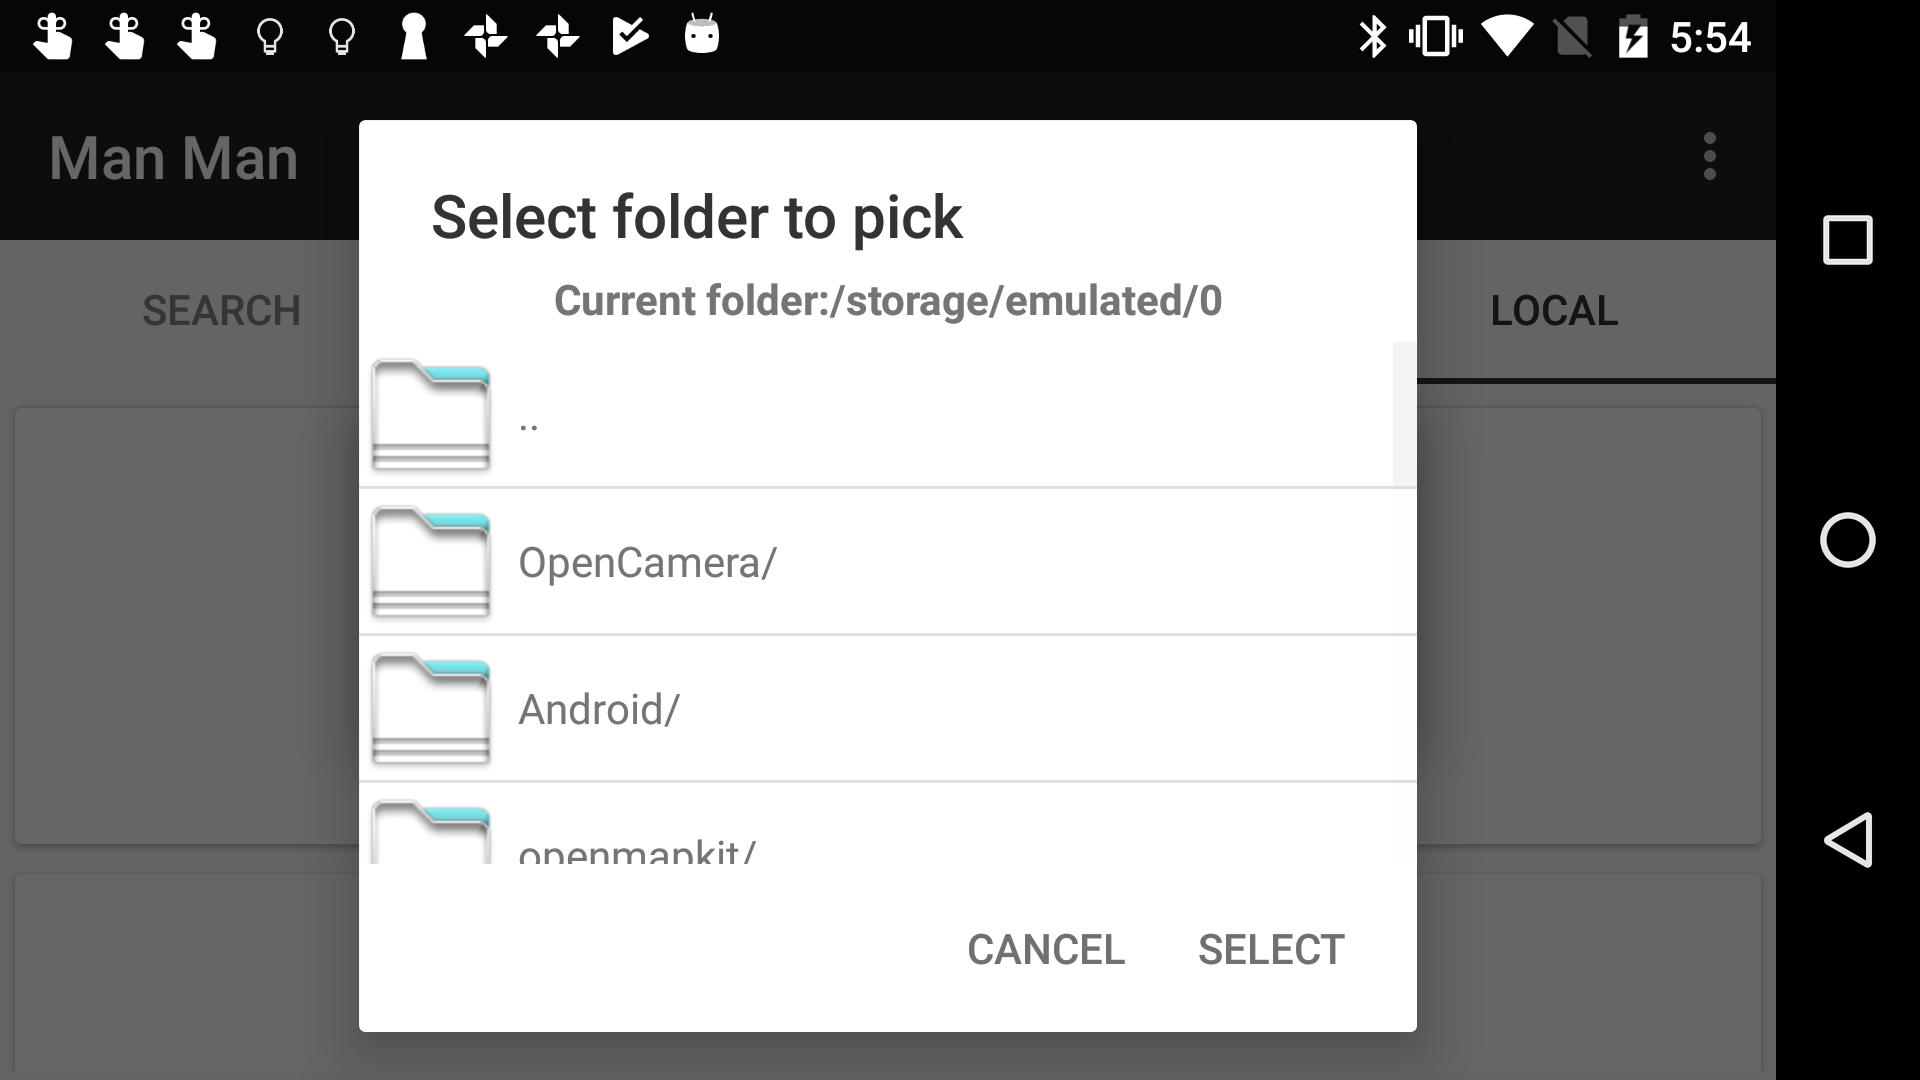 5:54
Man Man
SEARCH
LOCAL
Select folder to pick
Current folder:/storage/emulated/0
..
OpenCamera/
Android/
openmapkit/
CANCEL SELECT